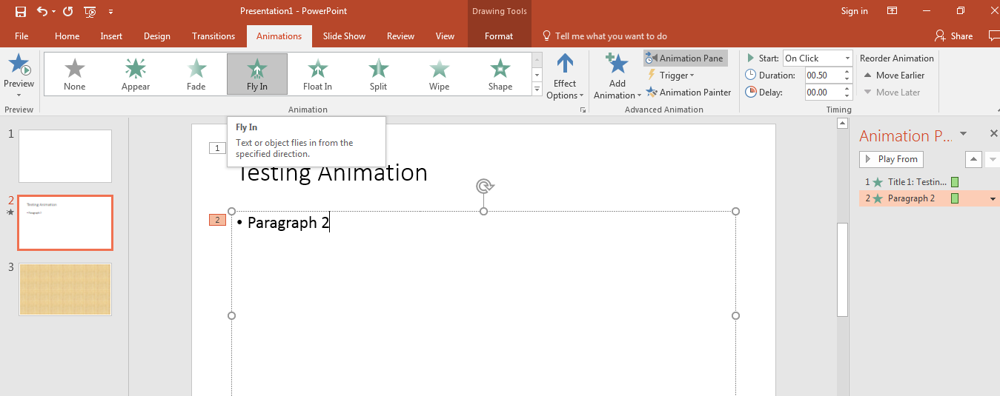 Presentation1 - PowerPoint
Drawing Tools
Sign in
File Home Insert Design Transitions Animations Slide Show Review View Format Tell me what you want to do Share
Preview
None Appear Fade Fly In Float In Split Wipe Shape
Effect
Options
Add
Animation
Animation Pane
Trigger
Animation Painter
Start: On Click
Duration: 00.50
Delay: 00.00
Reorder Animation
Move Earlier
Move Later
Preview Animation Advanced Animation Timing
Fly In
Text or object flies in from the
specified direction.
1
2
Testing Animation
• Paragraph 2
3
1
Testing Animation
2
• Paragraph 2
Animation P...
Play From
1 Title 1: Testin...
2 Paragraph 2